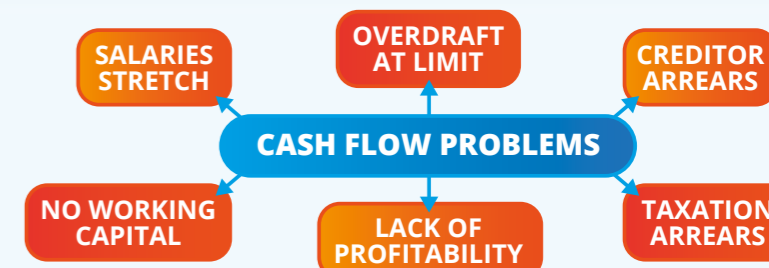 SALARIES
STRETCH
OVERDRAFT
AT LIMIT
CREDITOR
ARREARS
CASH FLOW PROBLEMS
NO WORKING
CAPITAL
LACK OF
PROFITABILITY
TAXATION
ARREARS